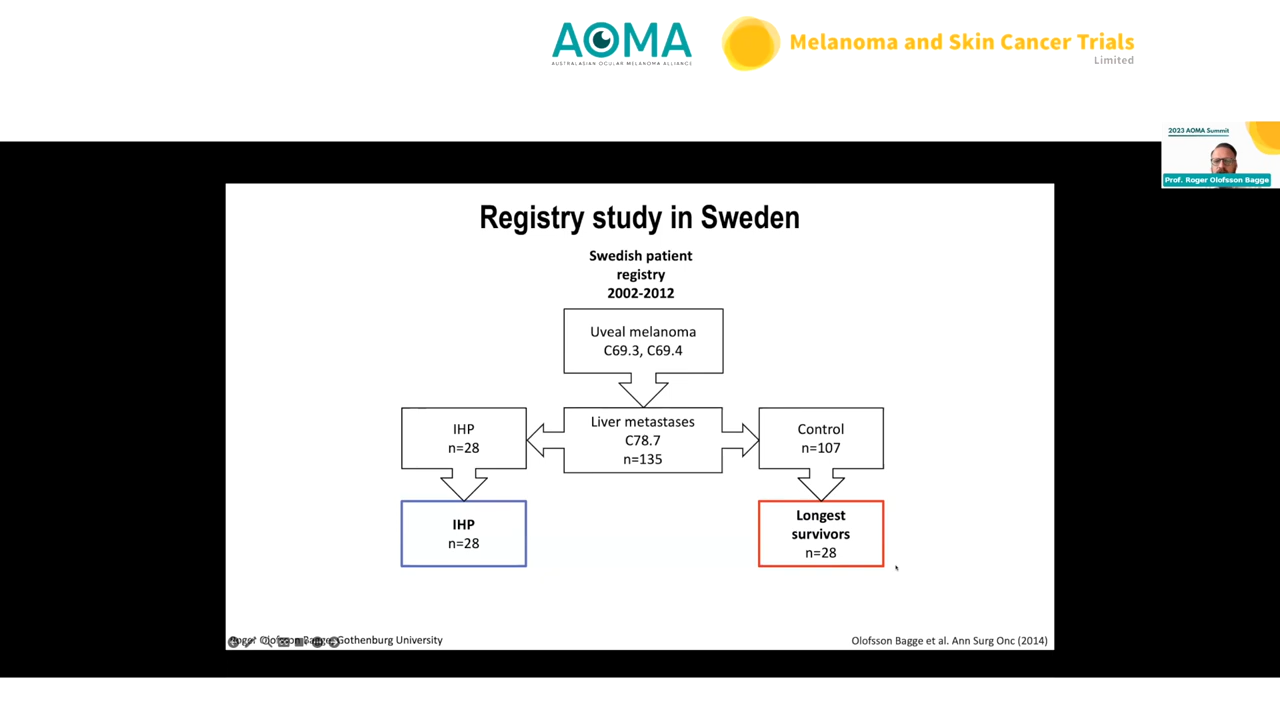 AOMA
AUSTRALASIAN OCULAR MELANOMA ALLIANCE
Melanoma and Skin Cancer Trials
Limited
2023 AOMA Summit
Prof. Roger Olofsson Bagge
Registry study in Sweden
Swedish patient
registry
2002-2012
Uveal melanoma
C69.3, C69.4
IHP
n=28
Liver metastases
C78.7
n=135
Control
n=107
IHP
n=28
Longest
survivors
n=28
Roger Olofsson Bagge, Gothenburg University
Olofsson Bagge et al. Ann Surg Onc (2014)